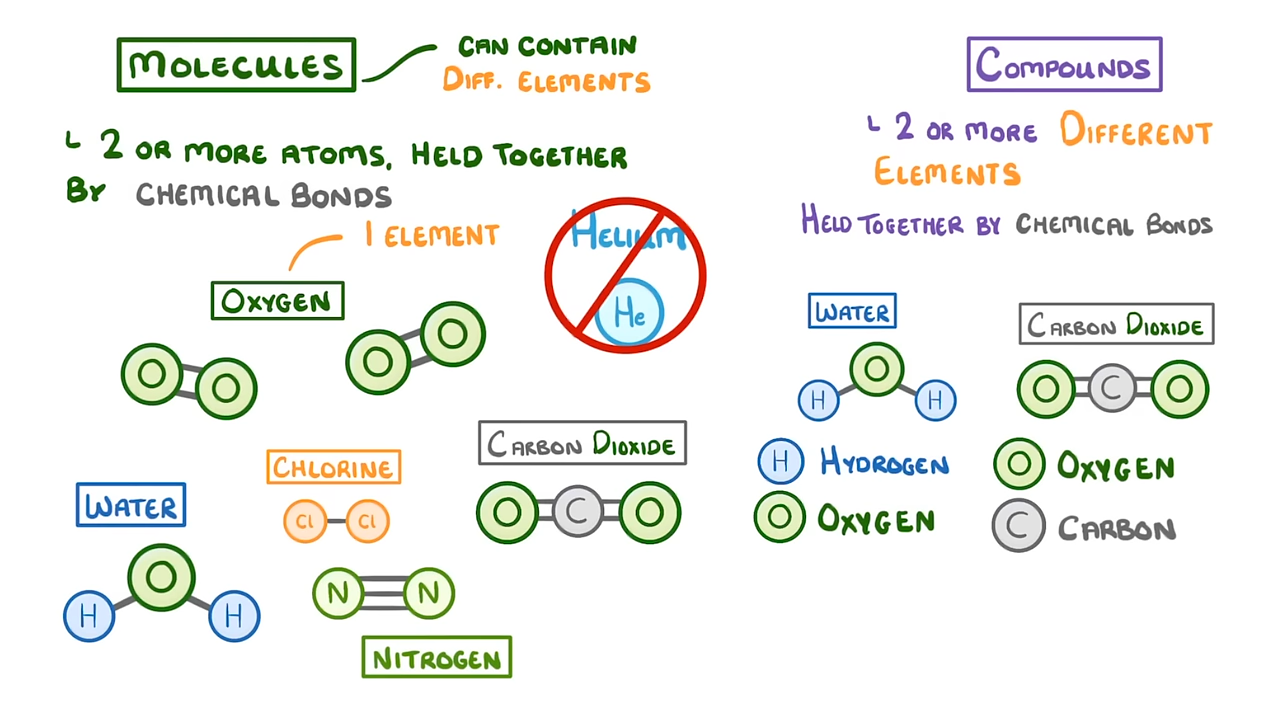 MOLECULES
CAN CONTAIN
DIFF. ELEMENTS
↳ 2 OR MORE ATOMS, HELD TOGETHER
BY CHEMICAL BONDS
1 ELEMENT
OXYGEN
O O
O O
HELIUM
He
CHLORINE
Cl Cl
CARBON DIOXIDE
O C O
WATER
O
H H
N N
NITROGEN
COMPOUNDS
↳ 2 OR MORE DIFFERENT
ELEMENTS
HELD TOGETHER BY CHEMICAL BONDS
WATER
O
H H
H HYDROGEN
O OXYGEN
CARBON DIOXIDE
O C O
O OXYGEN
C CARBON